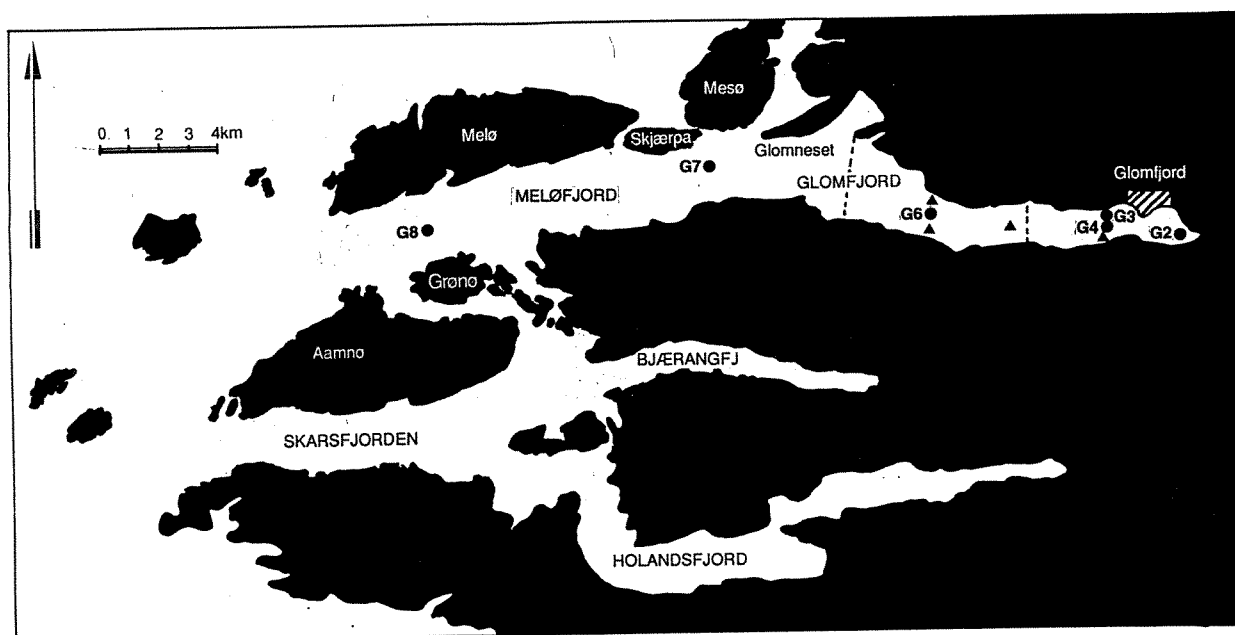 Mesø
0. 1 2 3 4km
Melø
Skjærpa
Glomneset
G7
Glomfjord
MELØFJORD
GLOMFJORD
G6
G3
G4
G2
G8
Grønø
Aamnø
BJÆRANGFJ
SKARSFJORDEN
HOLANDSFJORD